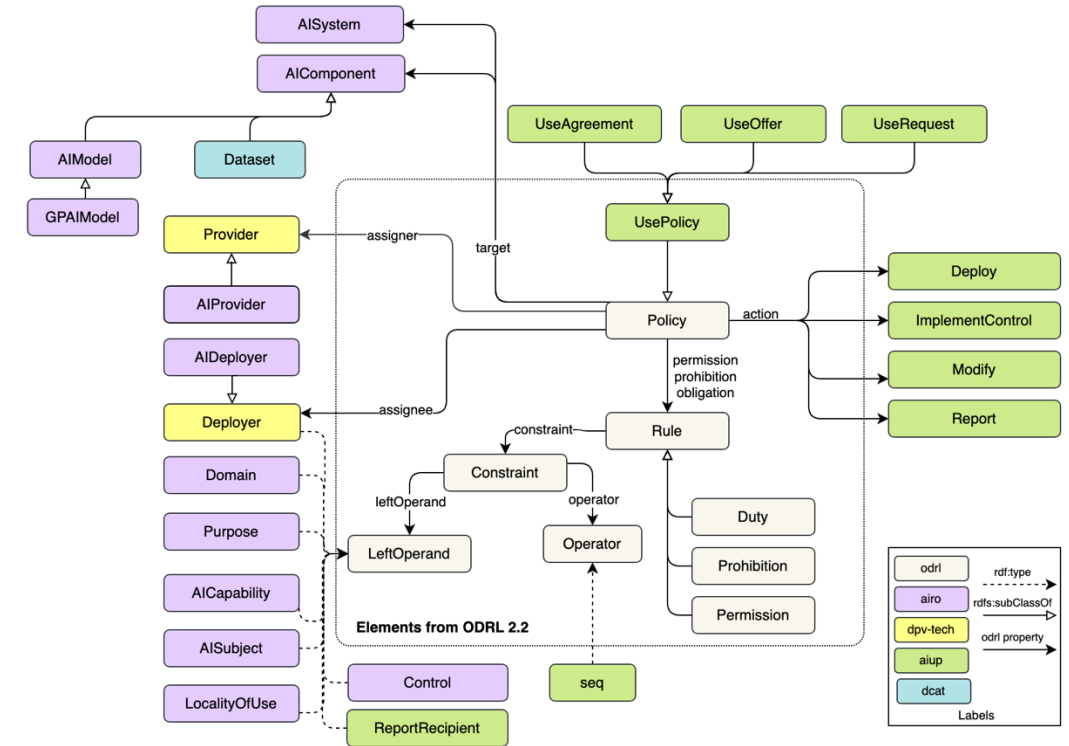 AISystem
AIComponent
UseAgreement
UseOffer
UseRequest
AIModel
Dataset
GPAIModel
UsePolicy
Provider
assigner
target
AIProvider
Policy
action
Deploy
ImplementControl
Modify
Report
permission
prohibition
obligation
AIDeployer
Deployer
assignee
Rule
constraint
Constraint
leftOperand
operator
Domain
Purpose
AICapability
AISubject
LocalityOfUse
LeftOperand
Operator
Duty
Prohibition
Permission
Elements from ODRL 2.2
Control
ReportRecipient
seq
odrl
rdf:type
airo
rdfs:subClassOf
dpv-tech
odrl property
aiup
dcat
Labels